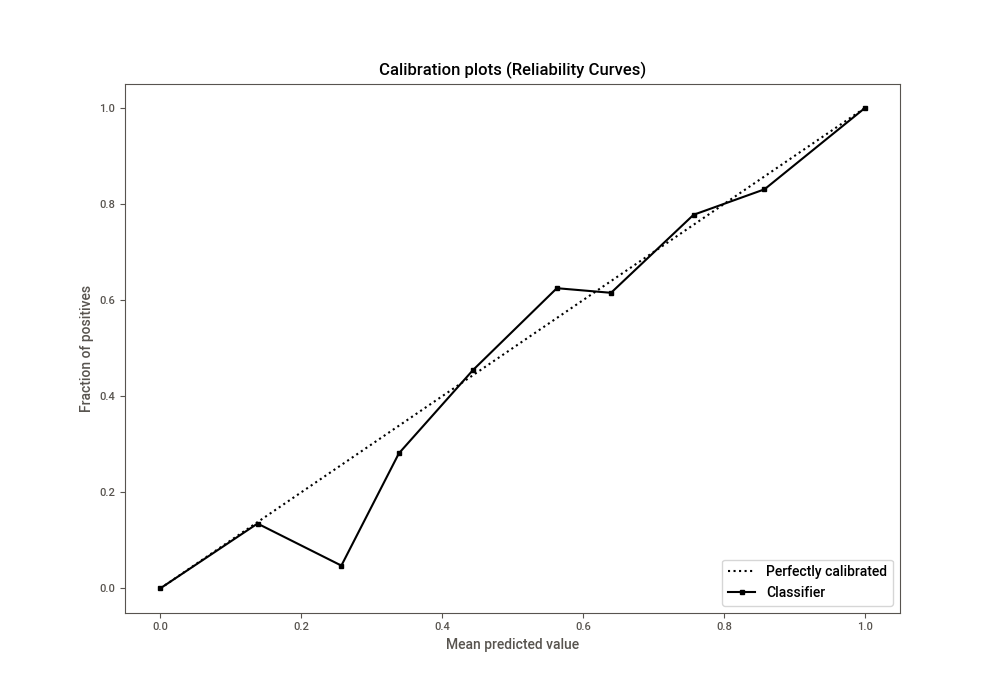 Calibration plots (Reliability Curves)
1.0
0.8
0.6
0.4
0.2
0.0
Fraction of positives
0.0 0.2 0.4 0.6 0.8 1.0
Mean predicted value
Perfectly calibrated
Classifier